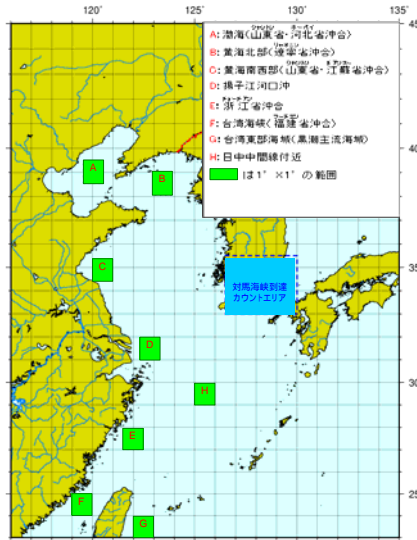 120° 125° 130° 135°
45°
40°
35°
30°
25°
A: 渤海(山東省・河北省沖合)
B: 黄海北部(遼寧省沖合)
C: 黄海南西部(山東省・江蘇省沖合)
D: 揚子江河口沖
E: 浙江省沖合
F: 台湾海峡(福建省沖合)
G: 台湾東部海域(黒潮主流海域)
H: 日中中間線付近
は1°×1°の範囲
A
B
C
対馬海峡到達
カウントエリア
D
H
E
F
G